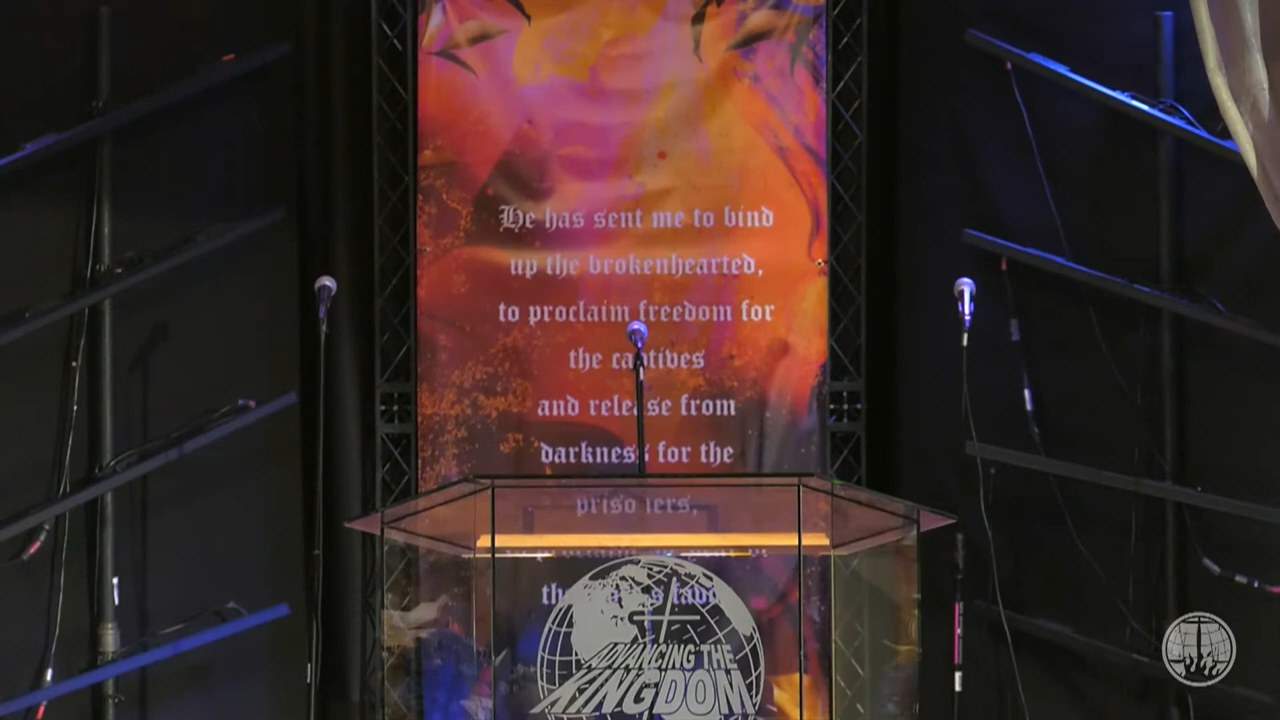 He has sent me to bind
up the brokenhearted,
to proclaim freedom for
the captives
and release from
darkness for the
ADVANCING THE
KINGDOM